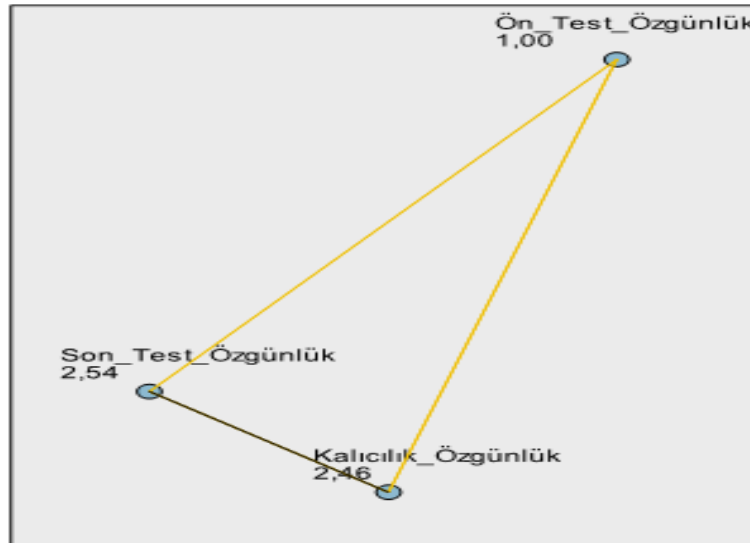 Ön_Test_Özgünlük
1,00
Son_Test_Özgünlük
2,54
Kalıcılık_Özgünlük
2,46